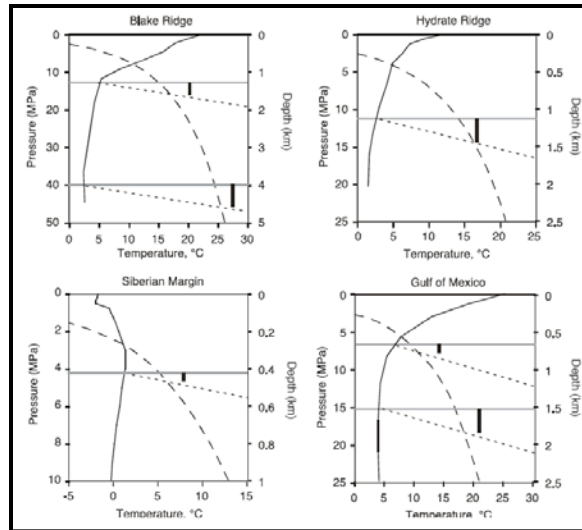 Blake Ridge
0
10
20
30
40
50
Pressure (MPa)
0
1
2
3
4
5
Depth (km)
0 5 10 15 20 25 30
Temperature, °C
Hydrate Ridge
0
5
10
15
20
25
Pressure (MPa)
0
0.5
1
1.5
2
2.5
Depth (km)
0 5 10 15 20 25
Temperature, °C
Siberian Margin
0
2
4
6
8
10
Pressure (MPa)
0
0.2
0.4
0.6
0.8
1
Depth (km)
-5 0 5 10 15
Temperature, °C
Gulf of Mexico
0
5
10
15
20
25
Pressure (MPa)
0
0.5
1
1.5
2
2.5
Depth (km)
0 10 20 30
Temperature, °C